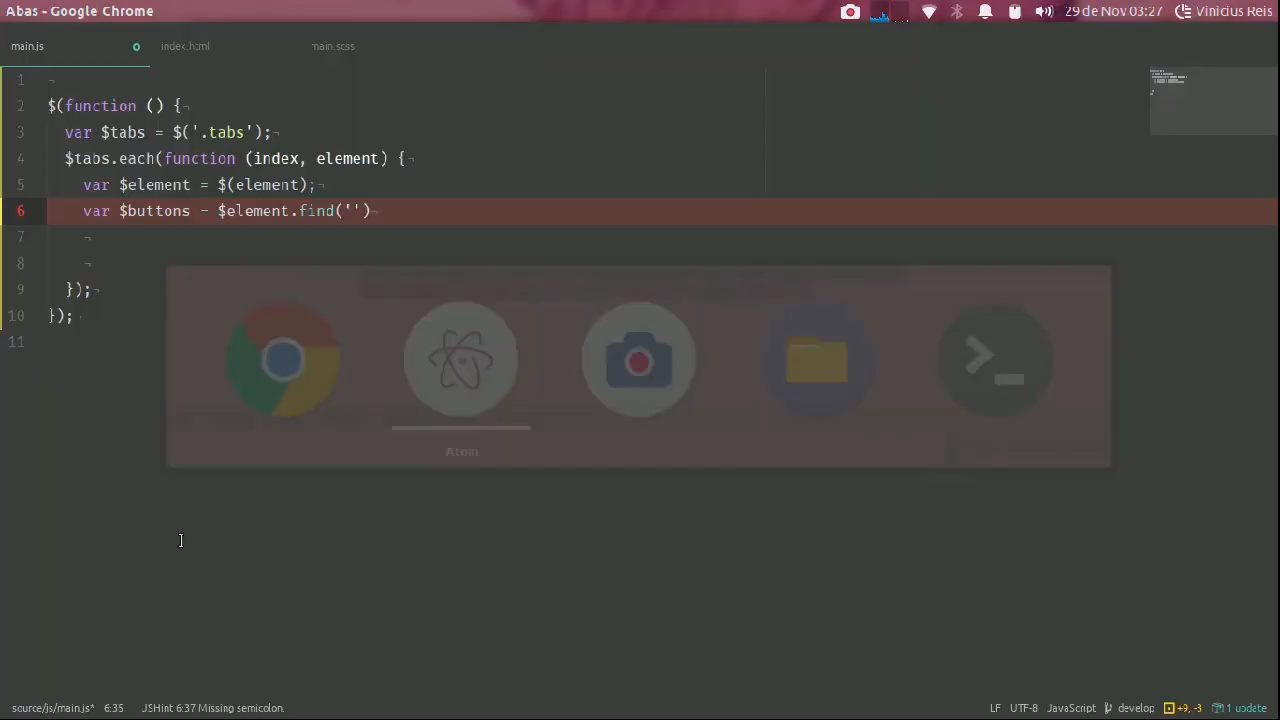 Abas - Google Chrome
29 de Nov 03:27 Vinicius Reis
main.js index.html main.scss
1
2 $(function () {
3 var $tabs = $('.tabs');
4 $tabs.each(function (index, element) {
5 var $element = $(element);
6 var $buttons = $element.find('')
7
8
9 });
10 });
11
Atom
source/js/main.js* 6:35 JSHint 6:37 Missing semicolon. LF UTF-8 JavaScript develop +9, -3 1 update